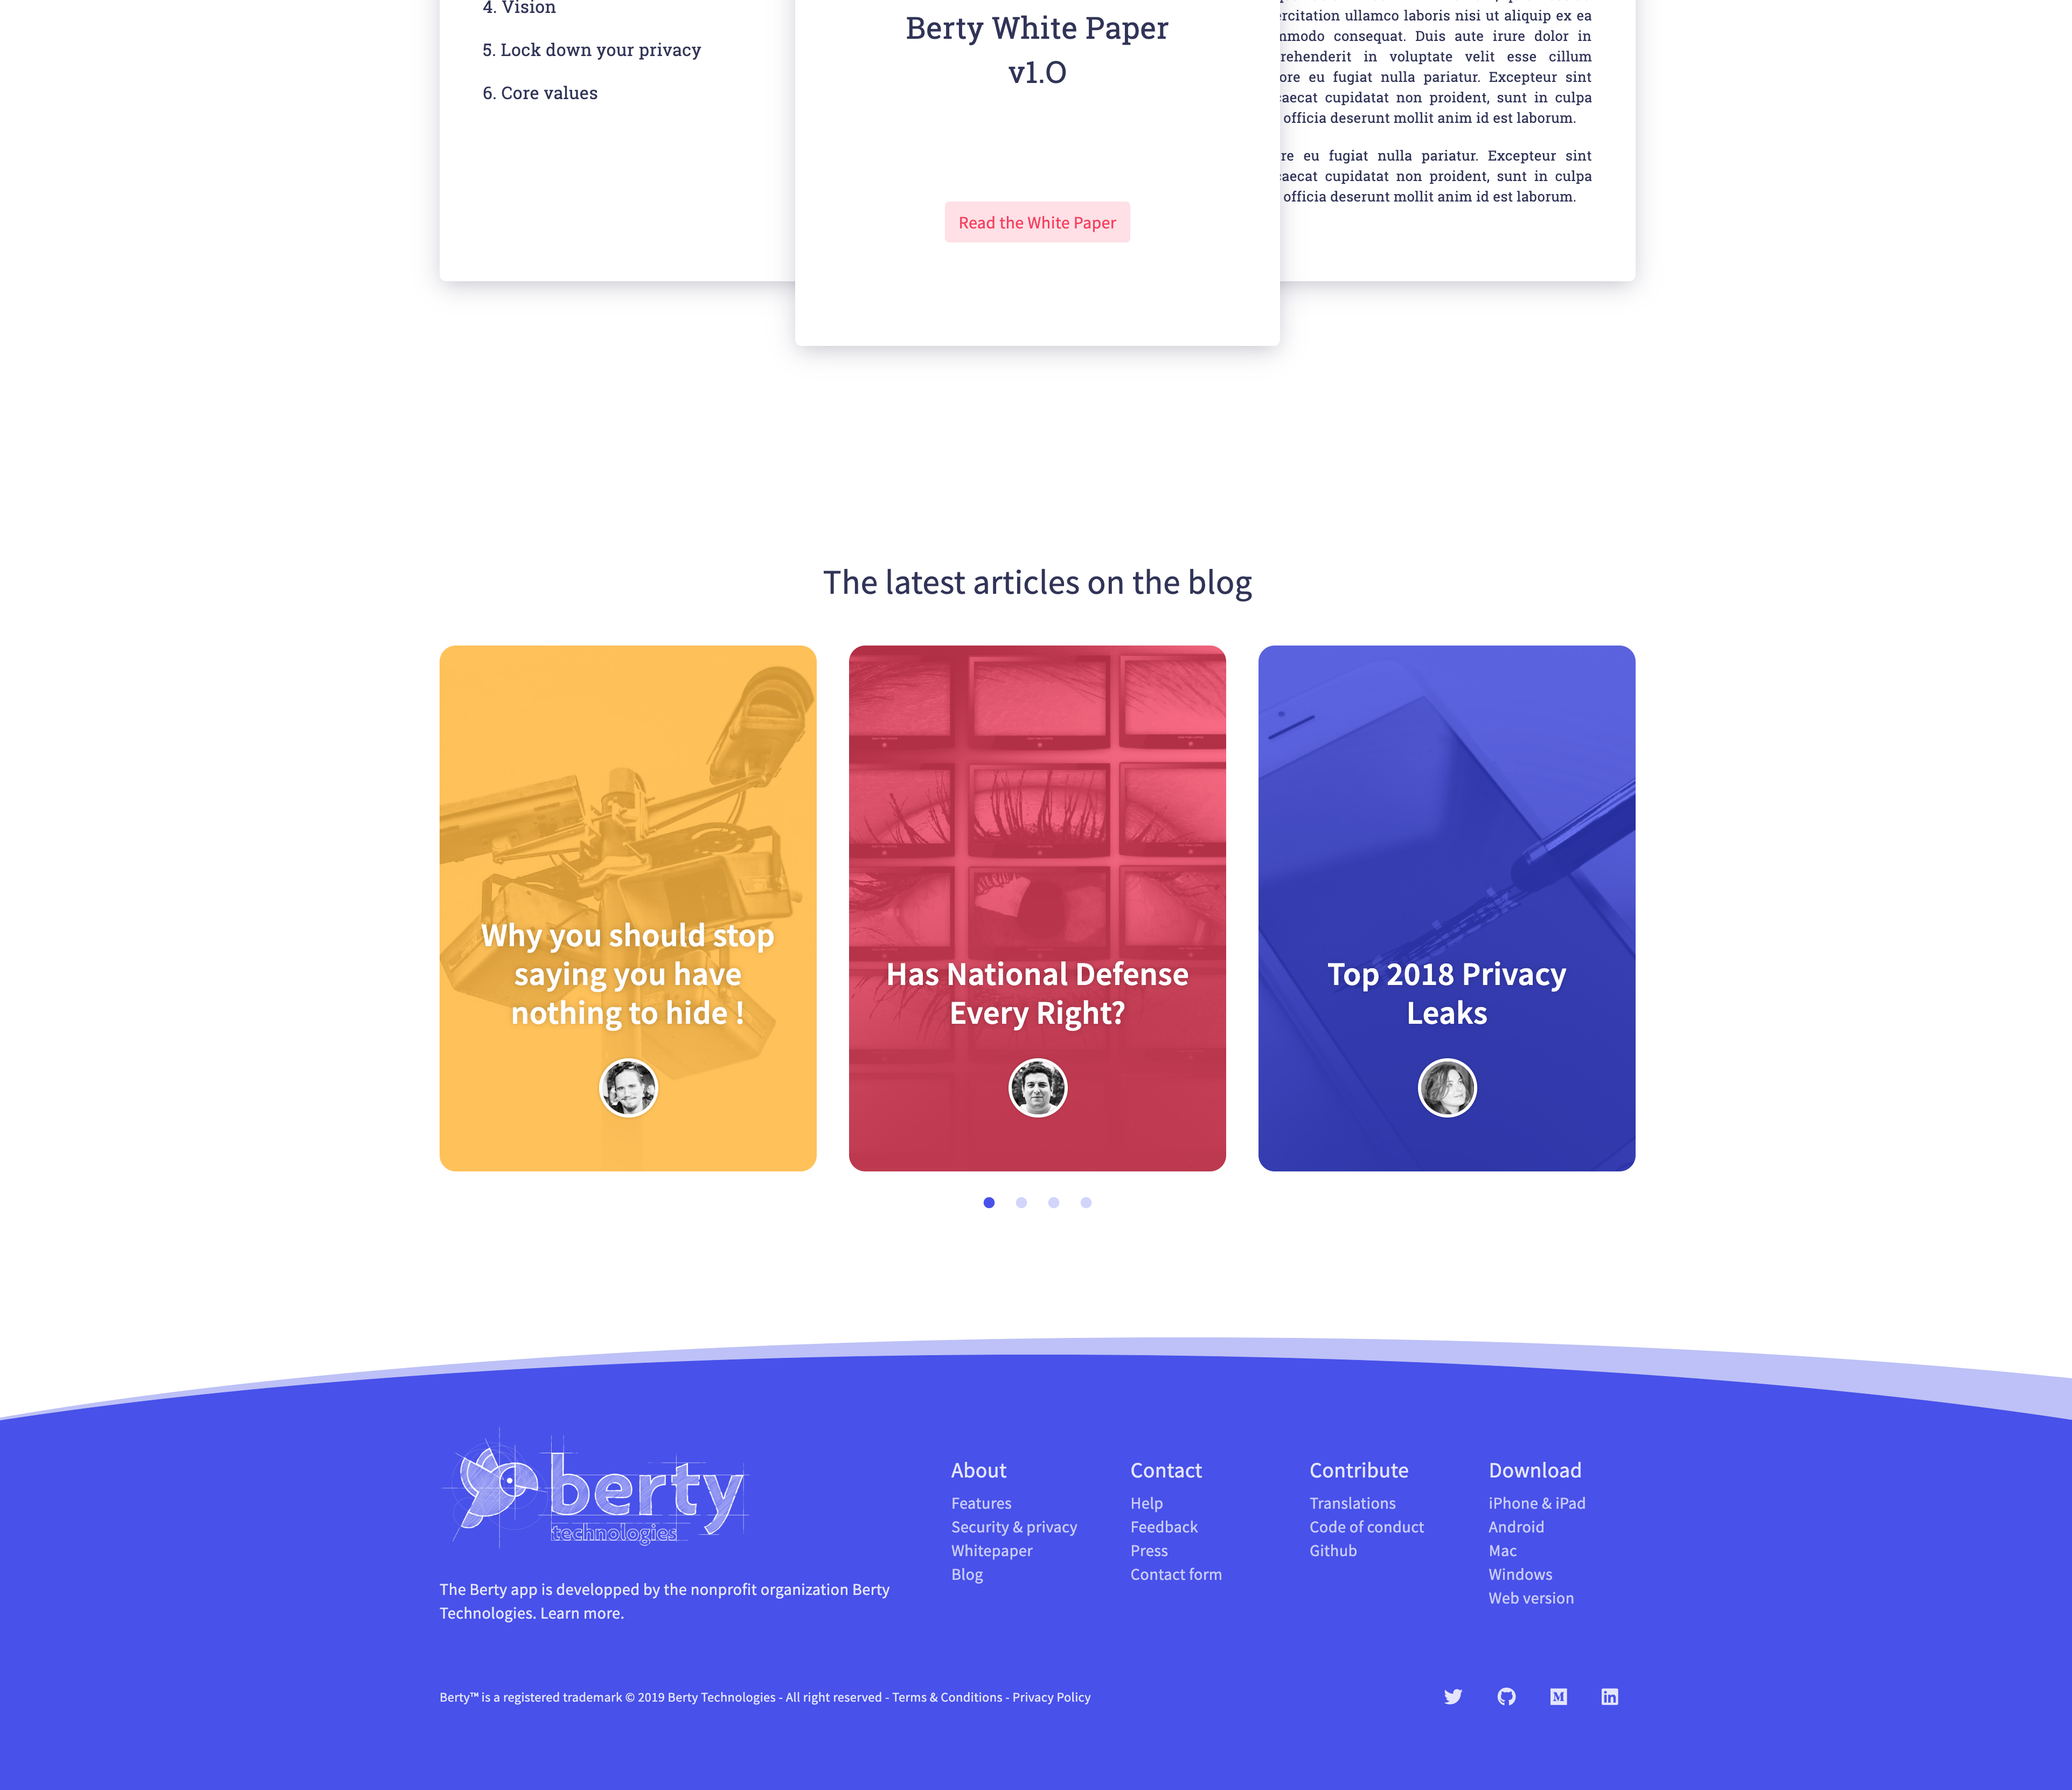 4. Vision
5. Lock down your privacy
6. Core values
Berty White Paper
v1.0
Read the White Paper
ullamco laboris nisi ut aliquip ex ea
consequat. Duis aute irure dolor in
in voluptate velit esse cillum
eu fugiat nulla pariatur. Excepteur sint
cupidatat non proident, sunt in culpa
officia deserunt mollit anim id est laborum.
eu fugiat nulla pariatur. Excepteur sint
cupidatat non proident, sunt in culpa
officia deserunt mollit anim id est laborum.
The latest articles on the blog
Why you should stop
saying you have
nothing to hide !
Has National Defense
Every Right?
Top 2018 Privacy
Leaks
berty
technologies
The Berty app is developped by the nonprofit organization Berty
Technologies. Learn more.
About
Features
Security & privacy
Whitepaper
Blog
Contact
Help
Feedback
Press
Contact form
Contribute
Translations
Code of conduct
Github
Download
iPhone & iPad
Android
Mac
Windows
Web version
Berty™ is a registered trademark © 2019 Berty Technologies - All right reserved - Terms & Conditions - Privacy Policy